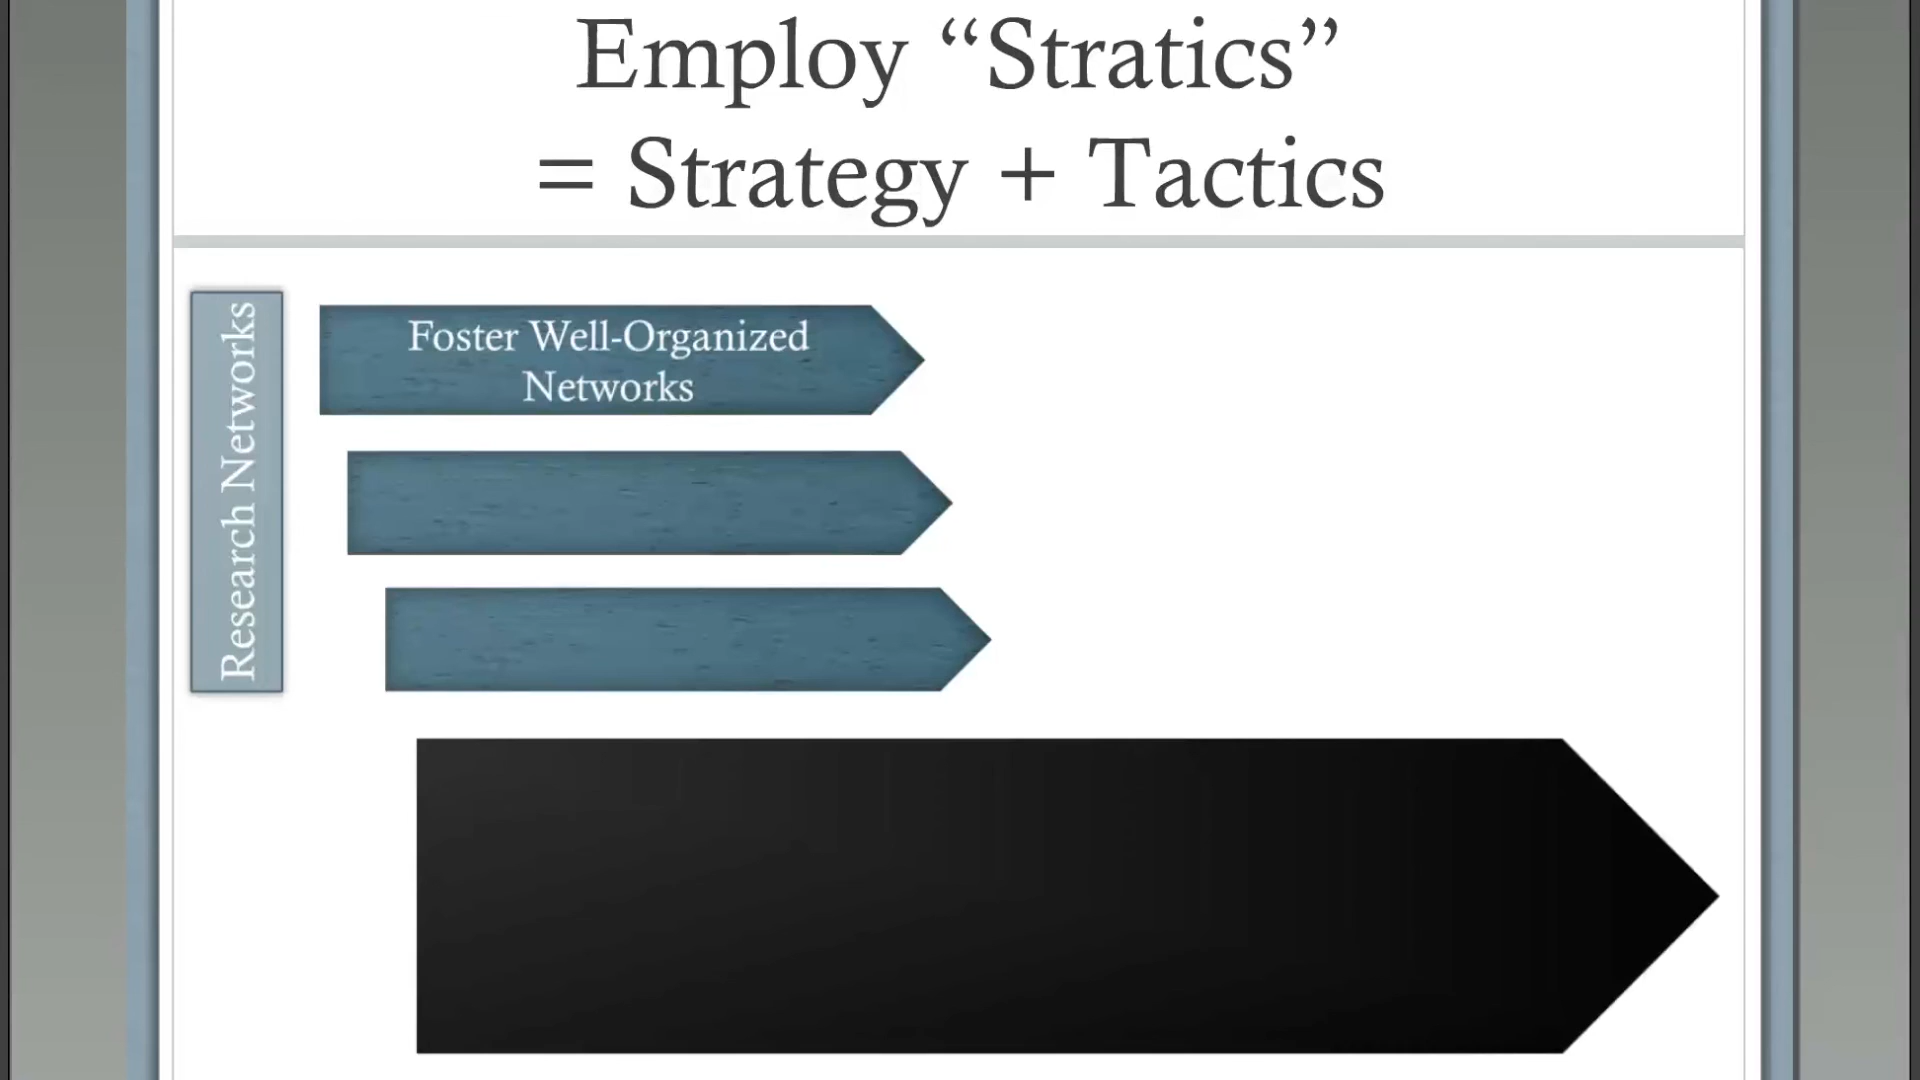 Employ “Stratics”
= Strategy + Tactics
Research Networks
Foster Well-Organized
Networks